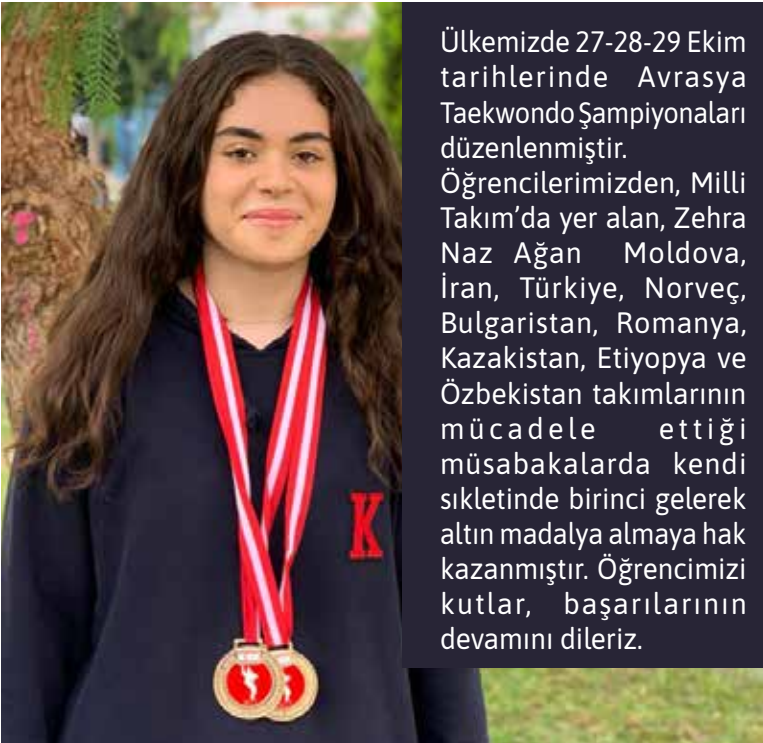 Ülkemizde 27-28-29 Ekim
tarihlerinde Avrasya
Taekwondo Şampiyonaları
düzenlenmiştir.
Öğrencilerimizden, Milli
Takım’da yer alan, Zehra
Naz Ağan Moldova,
İran, Türkiye, Norveç,
Bulgaristan, Romanya,
Kazakistan, Etiyopya ve
Özbekistan takımlarının
mücadele ettiği
müsabakalarda kendi
sıkletinde birinci gelerek
altın madalya almaya hak
kazanmıştır. Öğrencimizi
kutlar, başarılarının
devamını dileriz.
K